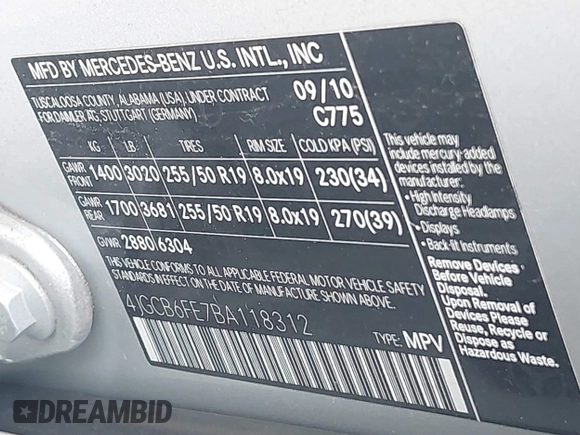 MFD BY MERCEDES-BENZ U.S. INTL., INC
TUSCALOOSA COUNTY, ALABAMA (USA), UNDER CONTRACT
FOR DAIMLER AG, STUTTGART (GERMANY)
09/10
C775
KG LB TIRES RIM SIZE COLD KPA (PSI)
GAWR FRONT 1400 3020 255/50 R19 8.0x19 230(34)
GAWR REAR 1700 3681 255/50 R19 8.0x19 270(39)
GVWR 2880 6304
THIS VEHICLE CONFORMS TO ALL APPLICABLE FEDERAL MOTOR VEHICLE SAFETY
STANDARDS IN EFFECT ON THE DATE OF MANUFACTURE SHOWN ABOVE.
4JGCB6FE7BA118312
TYPE: MPV
This vehicle may
include mercury-added
devices installed by the
manufacturer:
• High Intensity
Discharge Headlamps
• Displays
• Back-lit Instruments
Remove Devices
Before Vehicle
Disposal.
Upon Removal of
Devices Please
Reuse, Recycle or
Dispose as
Hazardous Waste.
DREAMBID